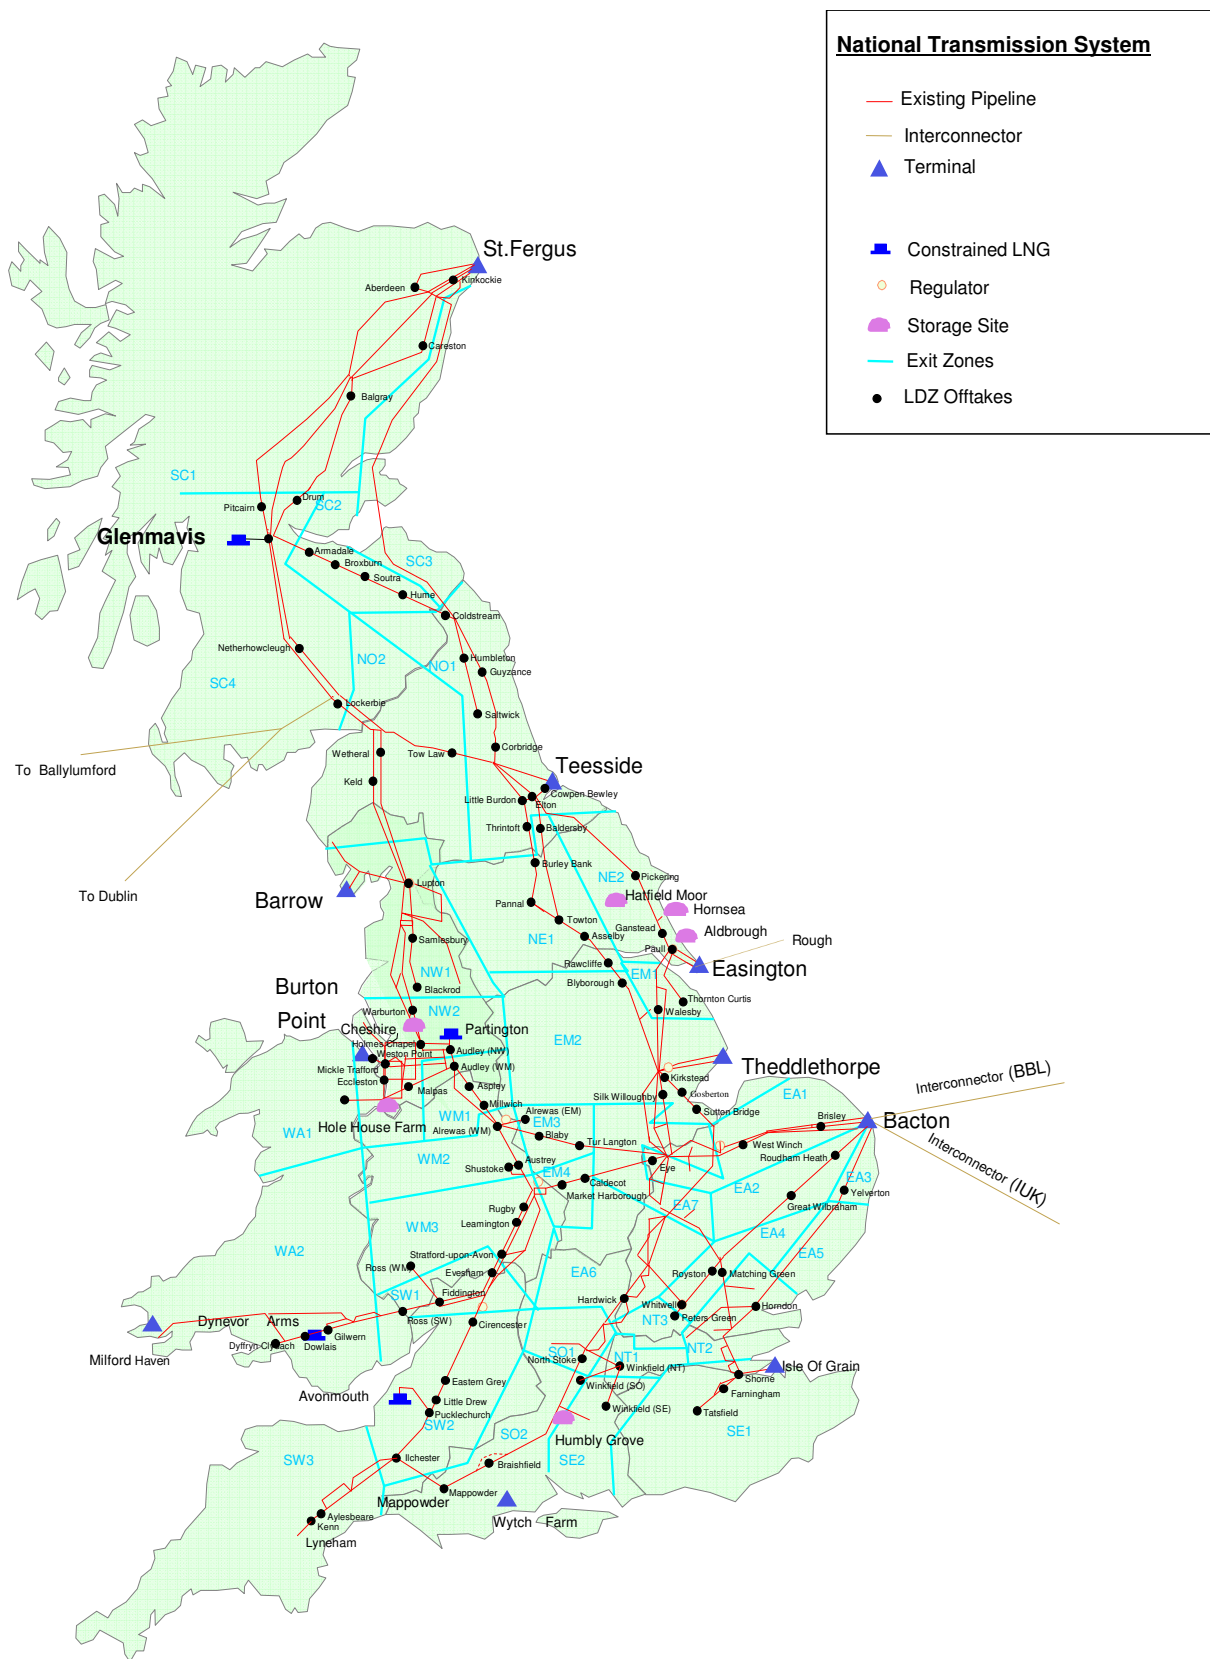 National Transmission System
Existing Pipeline
Interconnector
Terminal
Constrained LNG
Regulator
Storage Site
Exit Zones
LDZ Offtakes
St.Fergus
Aberdeen
Kinkockie
Careston
Balgray
SC1
Drum
SC2
Pitcairn
Glenmavis
Armadale
Broxburn
SC3
Soutra
Hume
Coldstream
Netherhowcleugh
NO2
NO1
Humbleton
Guyzance
SC4
Lockerbie
Saltwick
Corbridge
Wetheral
Tow Law
To Ballylumford
Teesside
Keld
Cowpen Bewley
Little Burdon
Elton
Thrintoft
Baldersby
Burley Bank
NE2
Pickering
To Dublin
Barrow
Lupton
Hatfield Moor
Pannal
Hornsea
Towton
Ganstead
Aldbrough
Samlesbury
NE1
Asselby
Paull
Rough
Rawcliffe
Easington
NW1
EM1
Blyborough
Burton
Point
Blackrod
Thornton Curtis
Warburton
NW2
Walesby
Cheshire
Partington
EM2
Holmes Chapel
Weston Point
Audley (NW)
Mickle Trafford
Audley (WM)
Theddlethorpe
Eccleston
Malpas
Aspley
Kirkstead
Interconnector (BBL)
Silk Willoughby
Gosberton
EA1
Millwich
Sutton Bridge
Brisley
Bacton
Hole House Farm
WM1
Alrewas (EM)
EM3
WA1
Alrewas (WM)
Blaby
Tur Langton
West Winch
Roudham Heath
Interconnector (IUK)
WM2
Austrey
Shustoke
EM4
Eye
Caldecot
Market Harborough
EA2
EA3
Yelverton
Rugby
EA7
Great Wilbraham
Leamington
WM3
EA4
WA2
Stratford-upon-Avon
EA5
Ross (WM)
Evesham
EA6
Royston
Matching Green
SW1
Fiddington
Hardwick
Whitwell
Horndon
Dynevor Arms
Ross (SW)
Cirencester
NT3
Peters Green
Gilwern
Dyffryn Clydach
Dowlais
Milford Haven
SO1
NT1
NT2
North Stoke
Winkfield (NT)
Isle Of Grain
Shorne
Eastern Grey
Winkfield (SO)
Farningham
Avonmouth
Little Drew
Winkfield (SE)
Tatsfield
Pucklechurch
SW2
SE1
SO2
Humbly Grove
SW3
Ilchester
Braishfield
SE2
Mappowder
Mappowder
Aylesbeare
Kenn
Wytch Farm
Lyneham